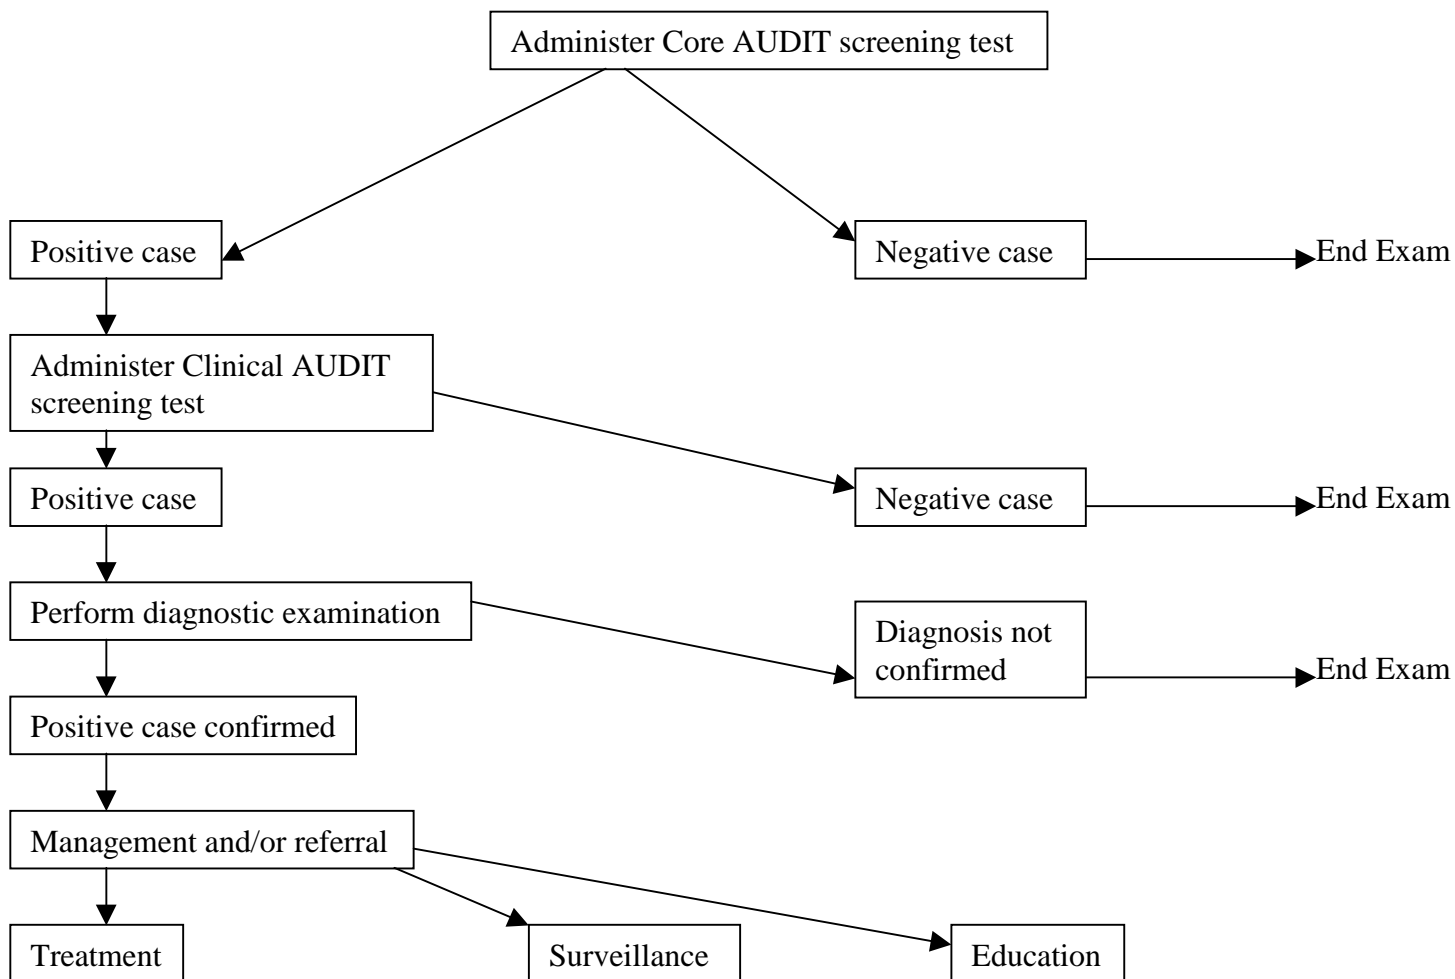 Administer Core AUDIT screening test
Positive case
Negative case
End Exam
Administer Clinical AUDIT
screening test
Positive case
Negative case
End Exam
Perform diagnostic examination
Diagnosis not
confirmed
End Exam
Positive case confirmed
Management and/or referral
Treatment
Surveillance
Education